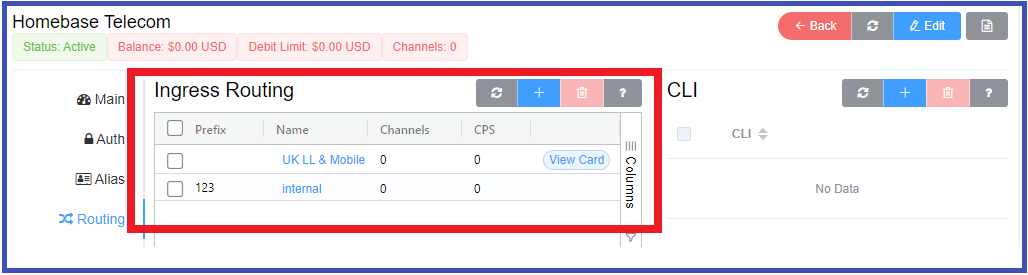 Homebase Telecom
Back
Edit
Status: Active
Balance: $0.00 USD
Debit Limit: $0.00 USD
Channels: 0
Main
Auth
Alias
Routing
Ingress Routing
?
Prefix Name Channels CPS
UK LL & Mobile 0 0 View Card
123 internal 0 0
Columns
CLI
?
CLI
No Data